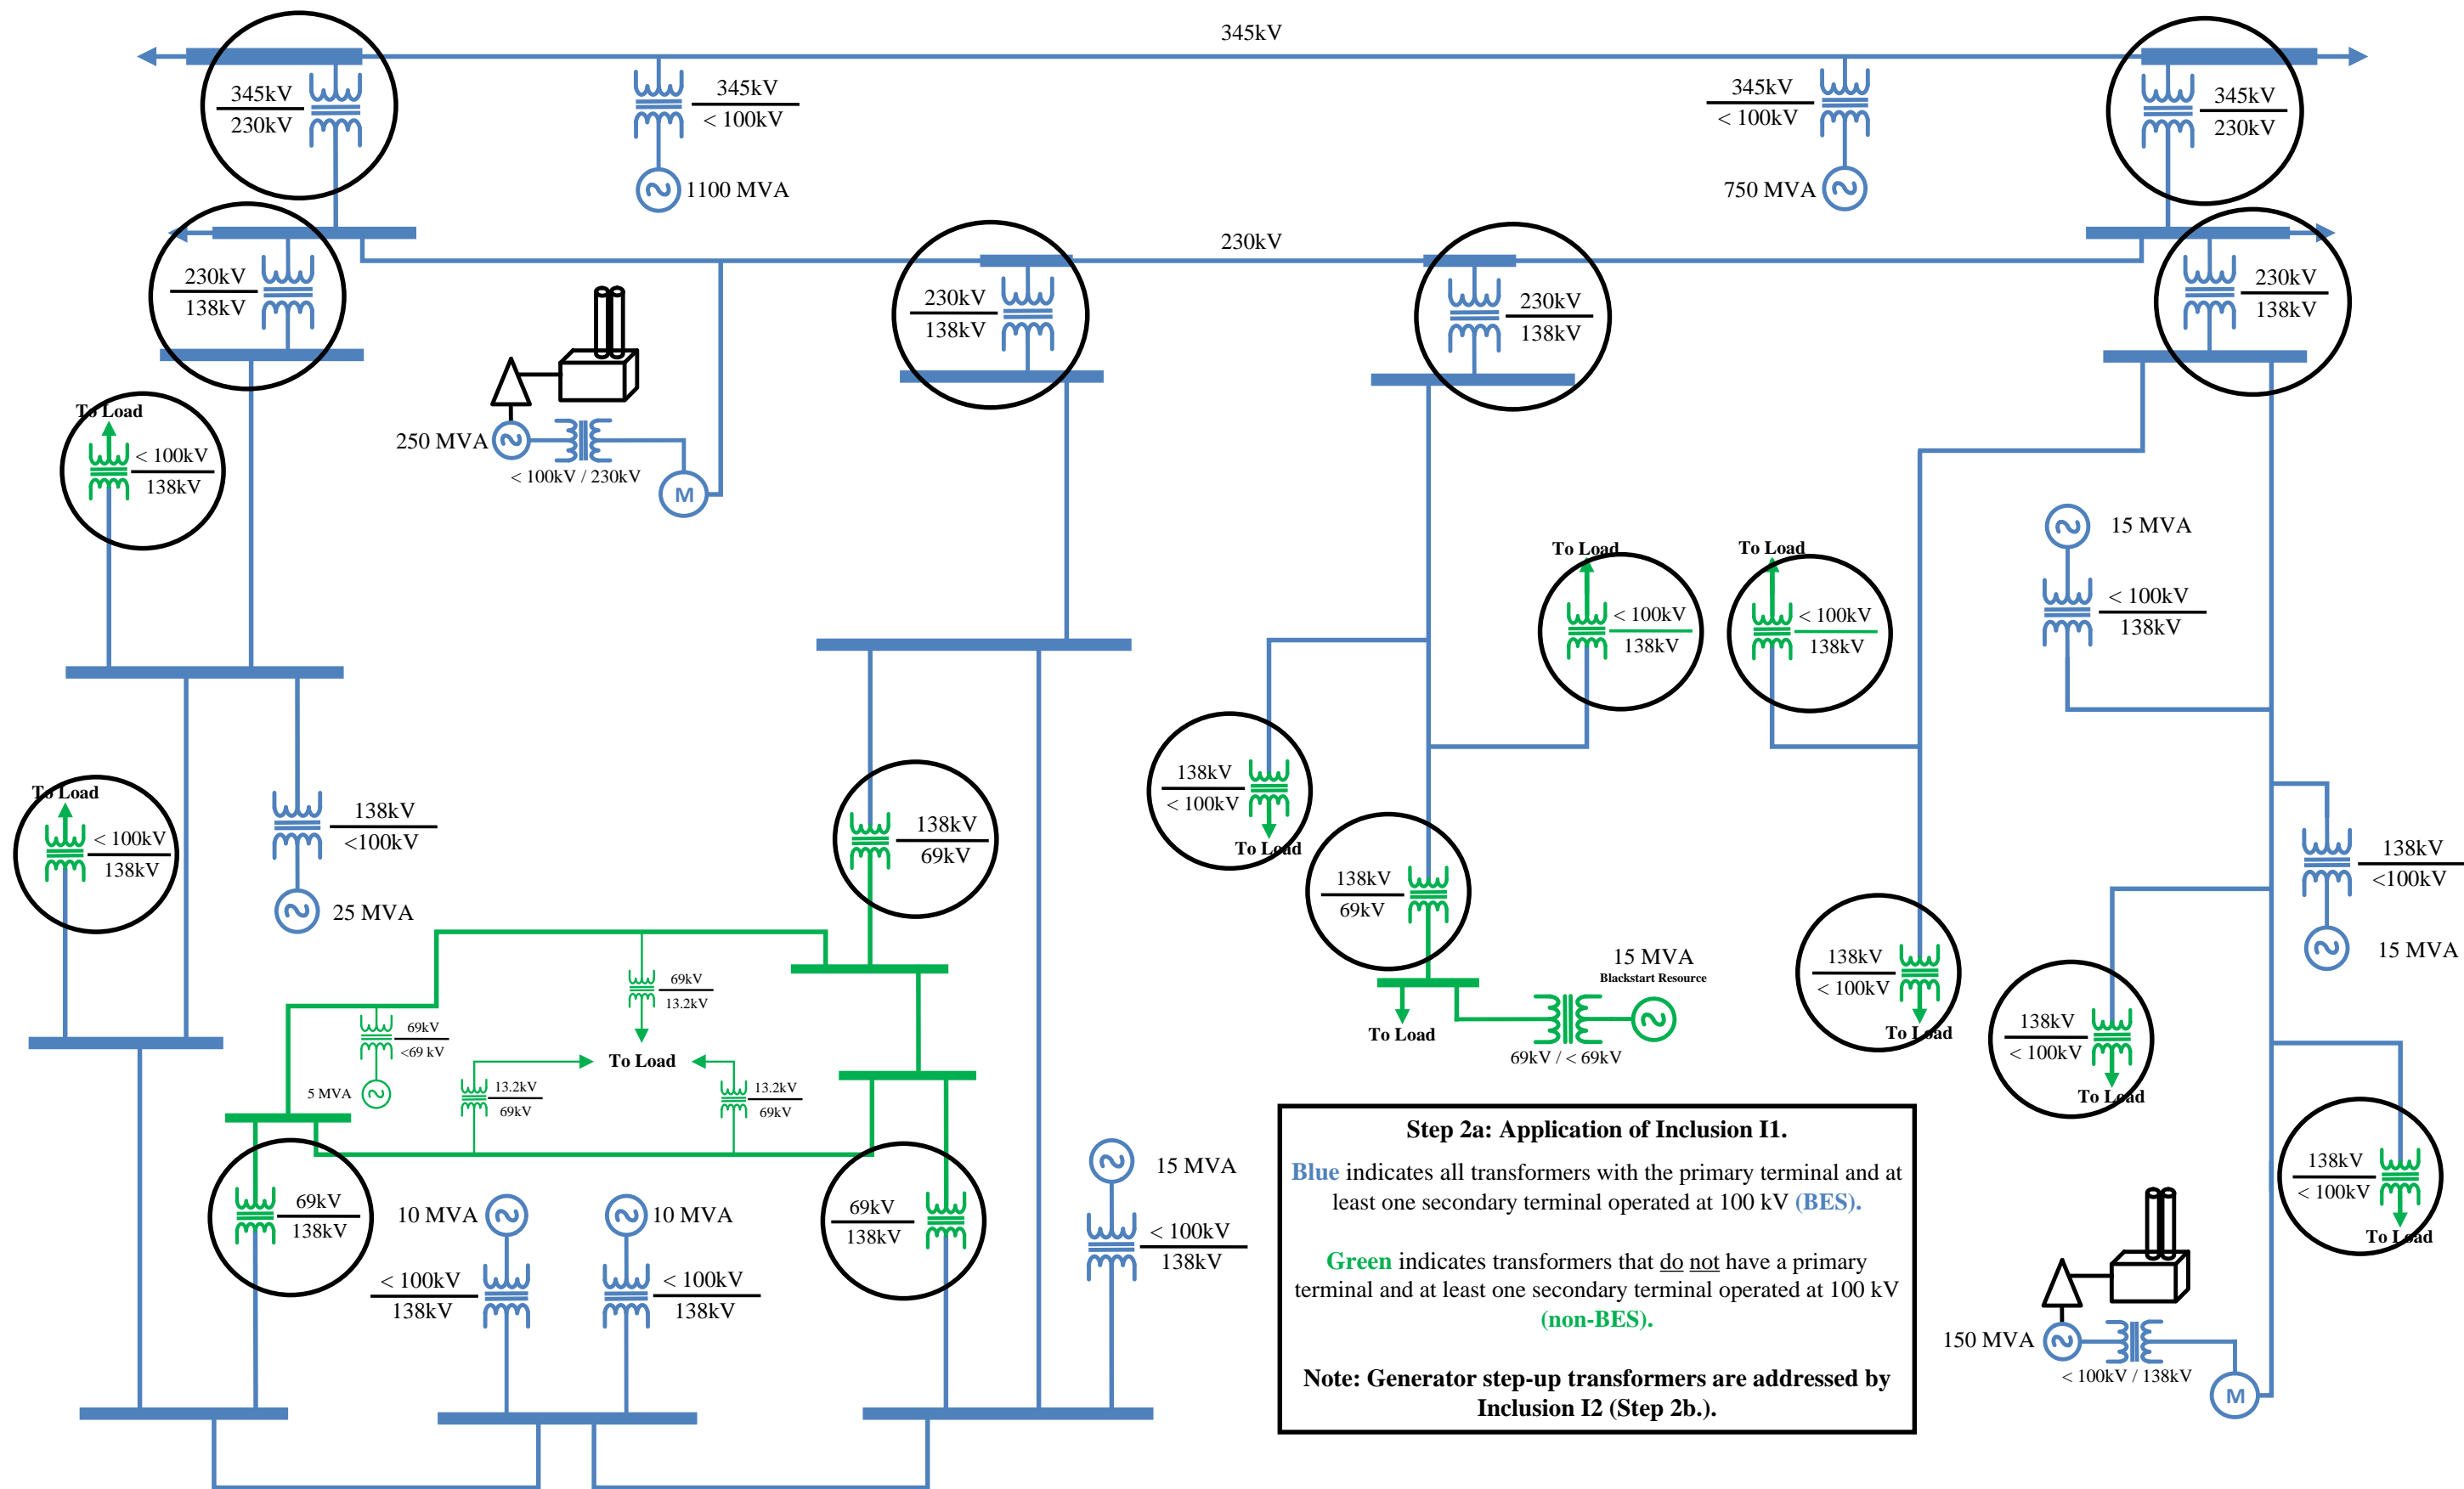 345kV
345kV
230kV
345kV
< 100kV
1100 MVA
345kV
< 100kV
750 MVA
345kV
230kV
230kV
230kV
138kV
230kV
138kV
230kV
138kV
230kV
138kV
To Load
< 100kV
138kV
250 MVA
< 100kV / 230kV
M
15 MVA
< 100kV
138kV
To Load
< 100kV
138kV
To Load
< 100kV
138kV
To Load
< 100kV
138kV
138kV
<100kV
25 MVA
138kV
69kV
138kV
< 100kV
To Load
138kV
69kV
138kV
<100kV
15 MVA
138kV
< 100kV
To Load
15 MVA
Blackstart Resource
To Load
69kV / < 69kV
138kV
< 100kV
To Load
69kV
13.2kV
69kV
<69 kV
5 MVA
To Load
13.2kV
69kV
13.2kV
69kV
69kV
138kV
69kV
138kV
10 MVA
10 MVA
< 100kV
138kV
< 100kV
138kV
15 MVA
< 100kV
138kV
138kV
< 100kV
To Load
150 MVA
< 100kV / 138kV
M
Step 2a: Application of Inclusion I1.
Blue indicates all transformers with the primary terminal and at
least one secondary terminal operated at 100 kV (BES).
Green indicates transformers that do not have a primary
terminal and at least one secondary terminal operated at 100 kV
(non-BES).
Note: Generator step-up transformers are addressed by
Inclusion I2 (Step 2b.).